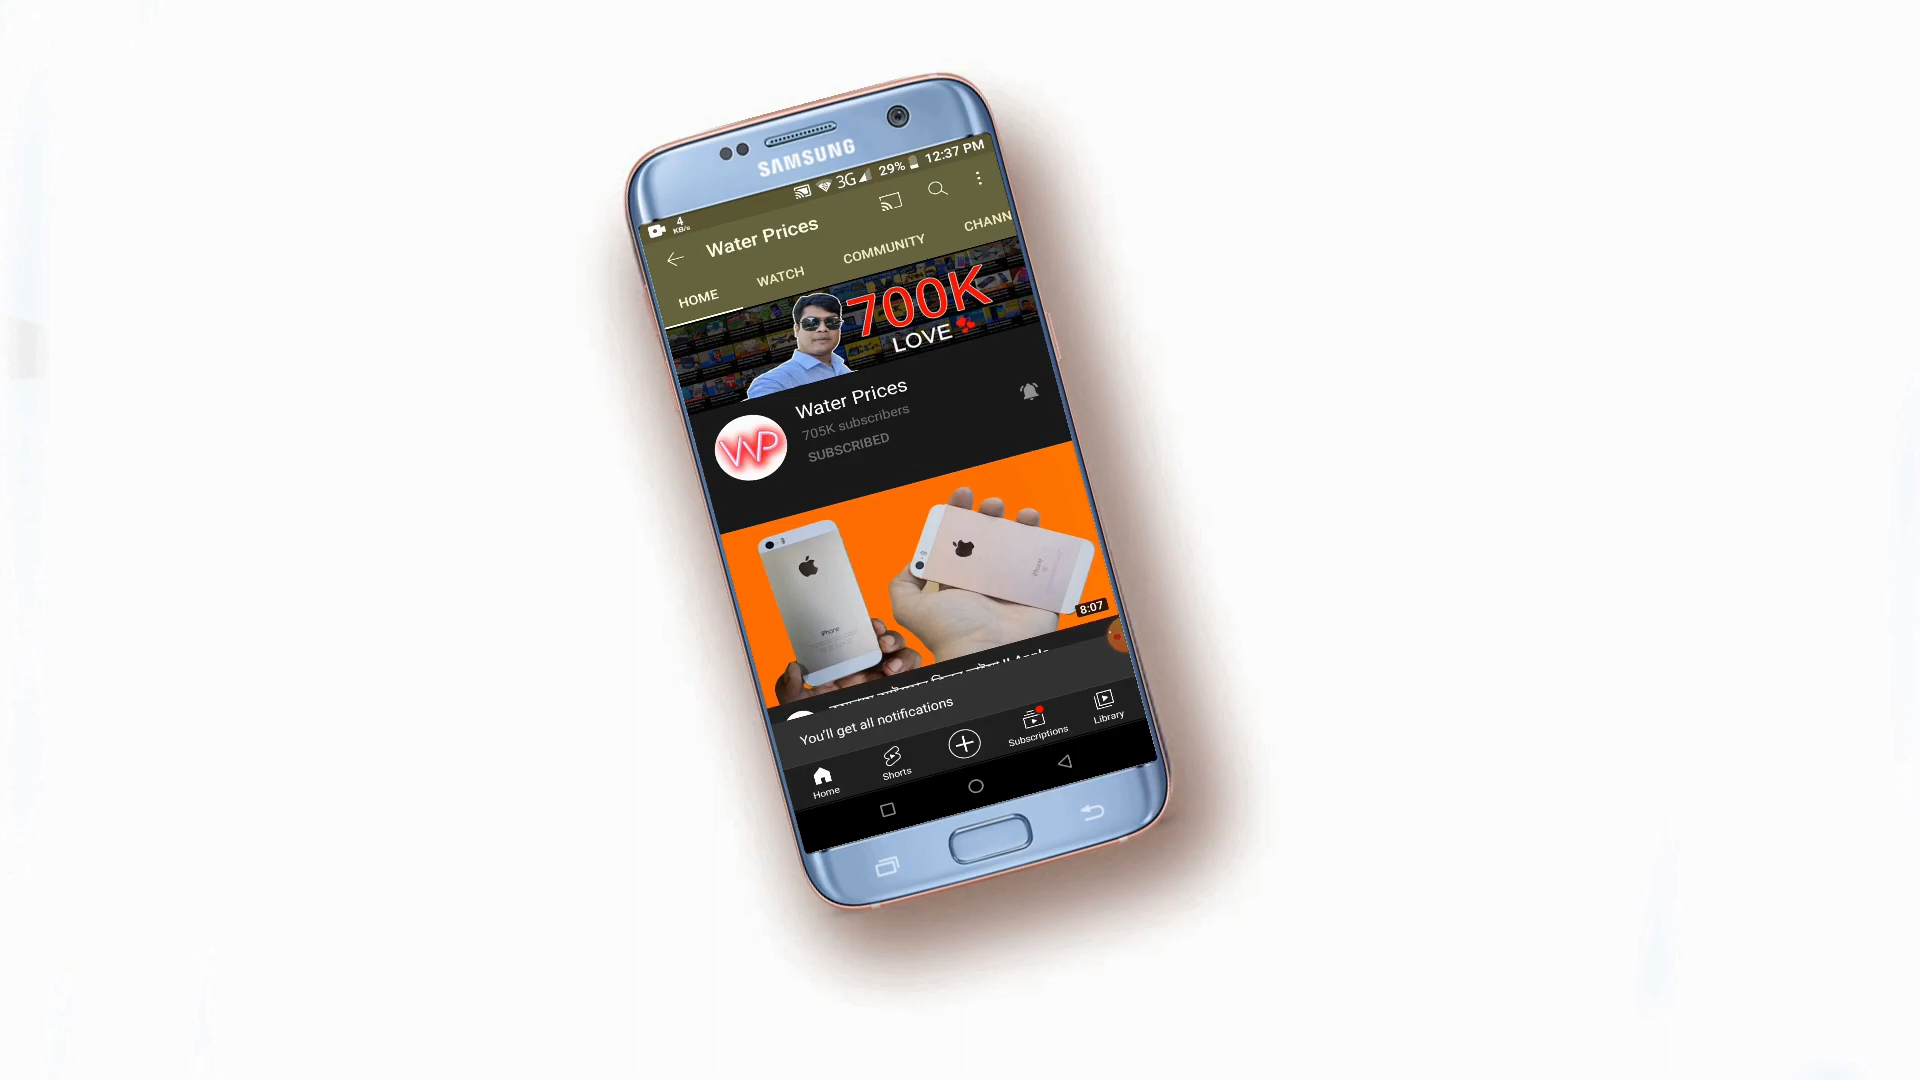 SAMSUNG
4
KB/s
3G 29% 12:37 PM
Water Prices
HOME WATCH COMMUNITY CHANN
700K
LOVE
WP
Water Prices
705K subscribers
SUBSCRIBED
iPhone
iPhone
8:07
You'll get all notifications
Home
Shorts
Subscriptions
Library